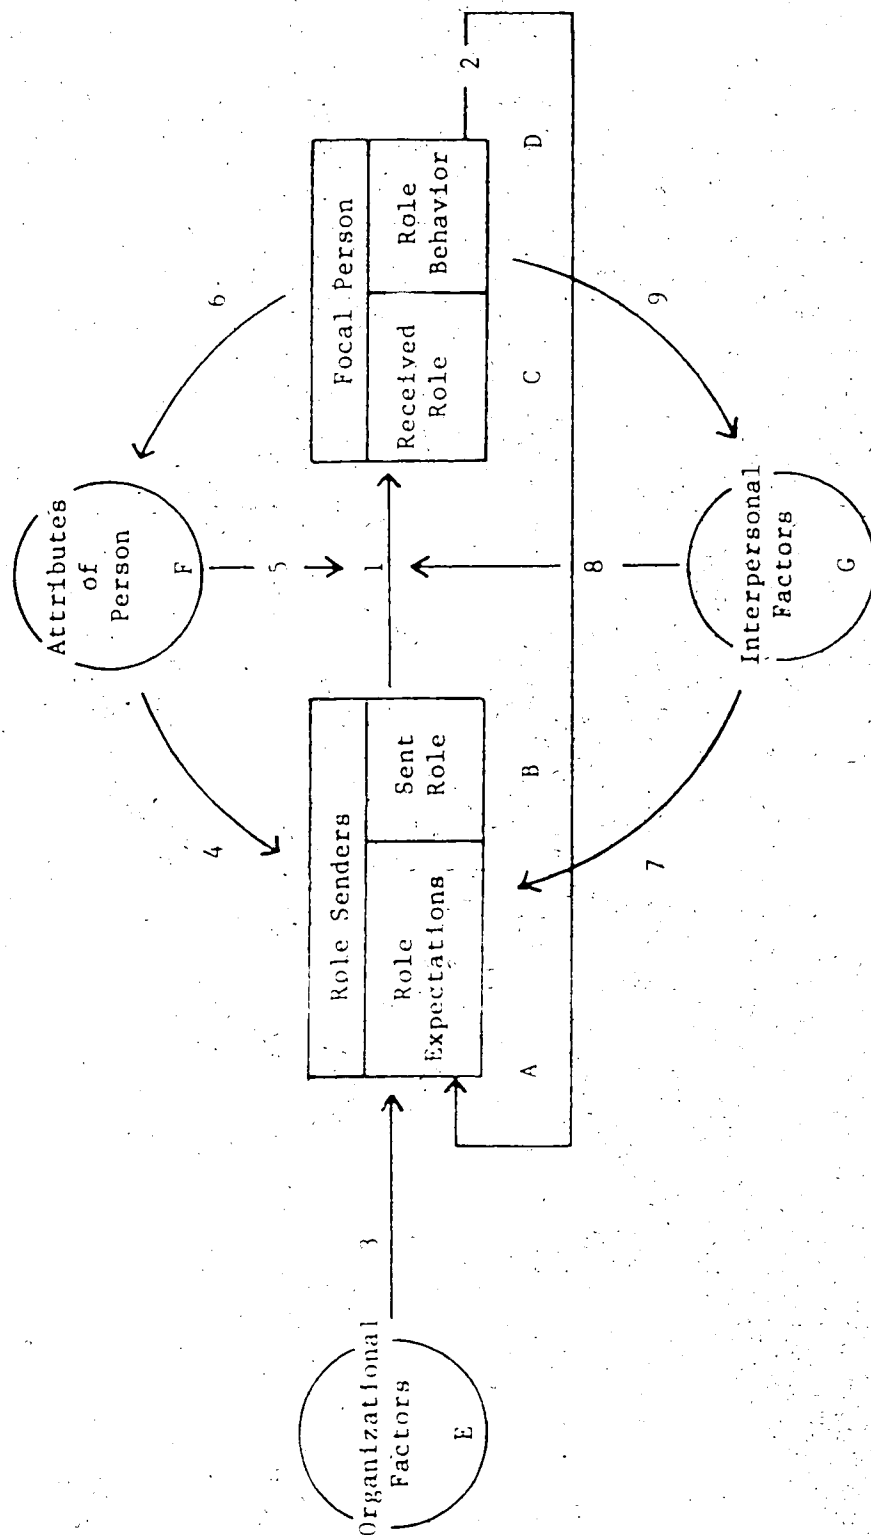 Attributes
of
Person
F
4
5
6
Role Senders
Focal Person
Organizational
Factors
E
3
Role
Expectations
Sent
Role
1
Received
Role
Role
Behavior
2
A
B
C
D
7
8
9
Interpersonal
Factors
G